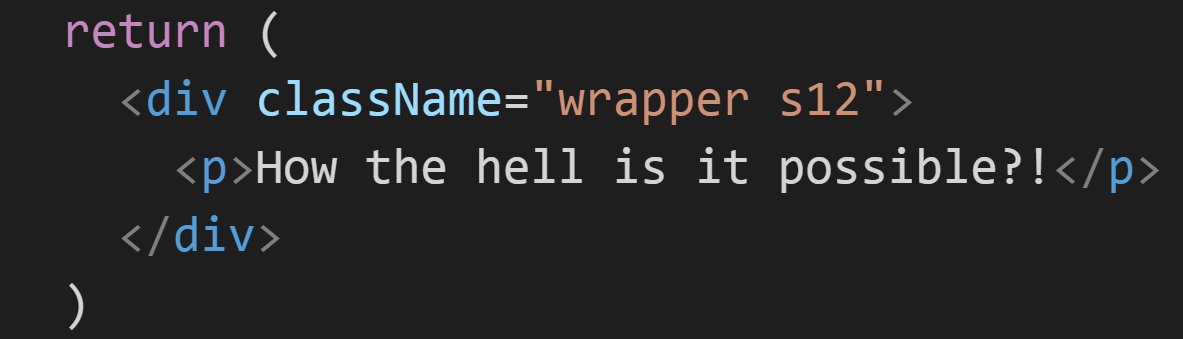 return (
<div className="wrapper s12">
<p>How the hell is it possible?!</p>
</div>
)